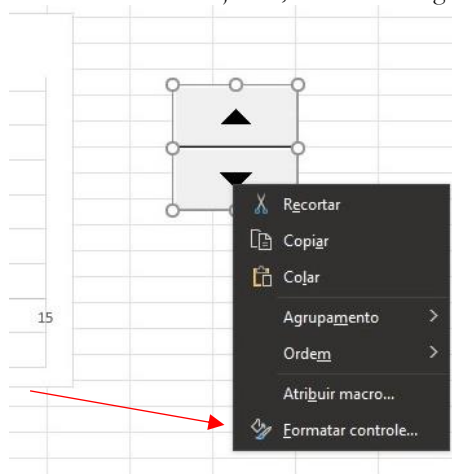 15
Recortar
Copiar
Colar
Agrupamento
Ordem
Atribuir macro...
Formatar controle...